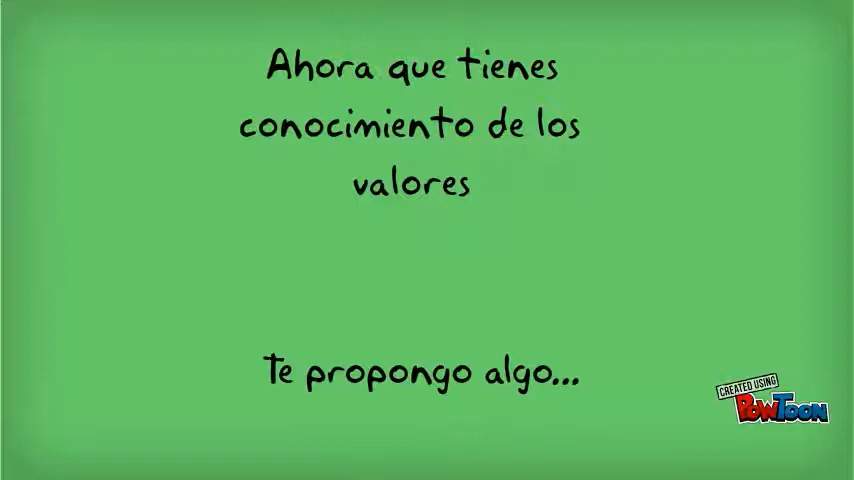 Ahora que tienes
conocimiento de los
valores
Te propongo algo...
CREATED USING
POWTOON